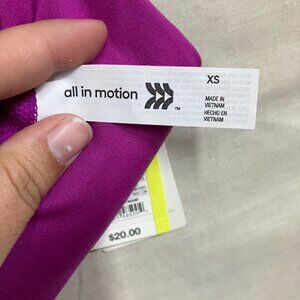 all in motion
TM
XS
MADE IN
VIETNAM
HECHO EN
VIETNAM
$20.00